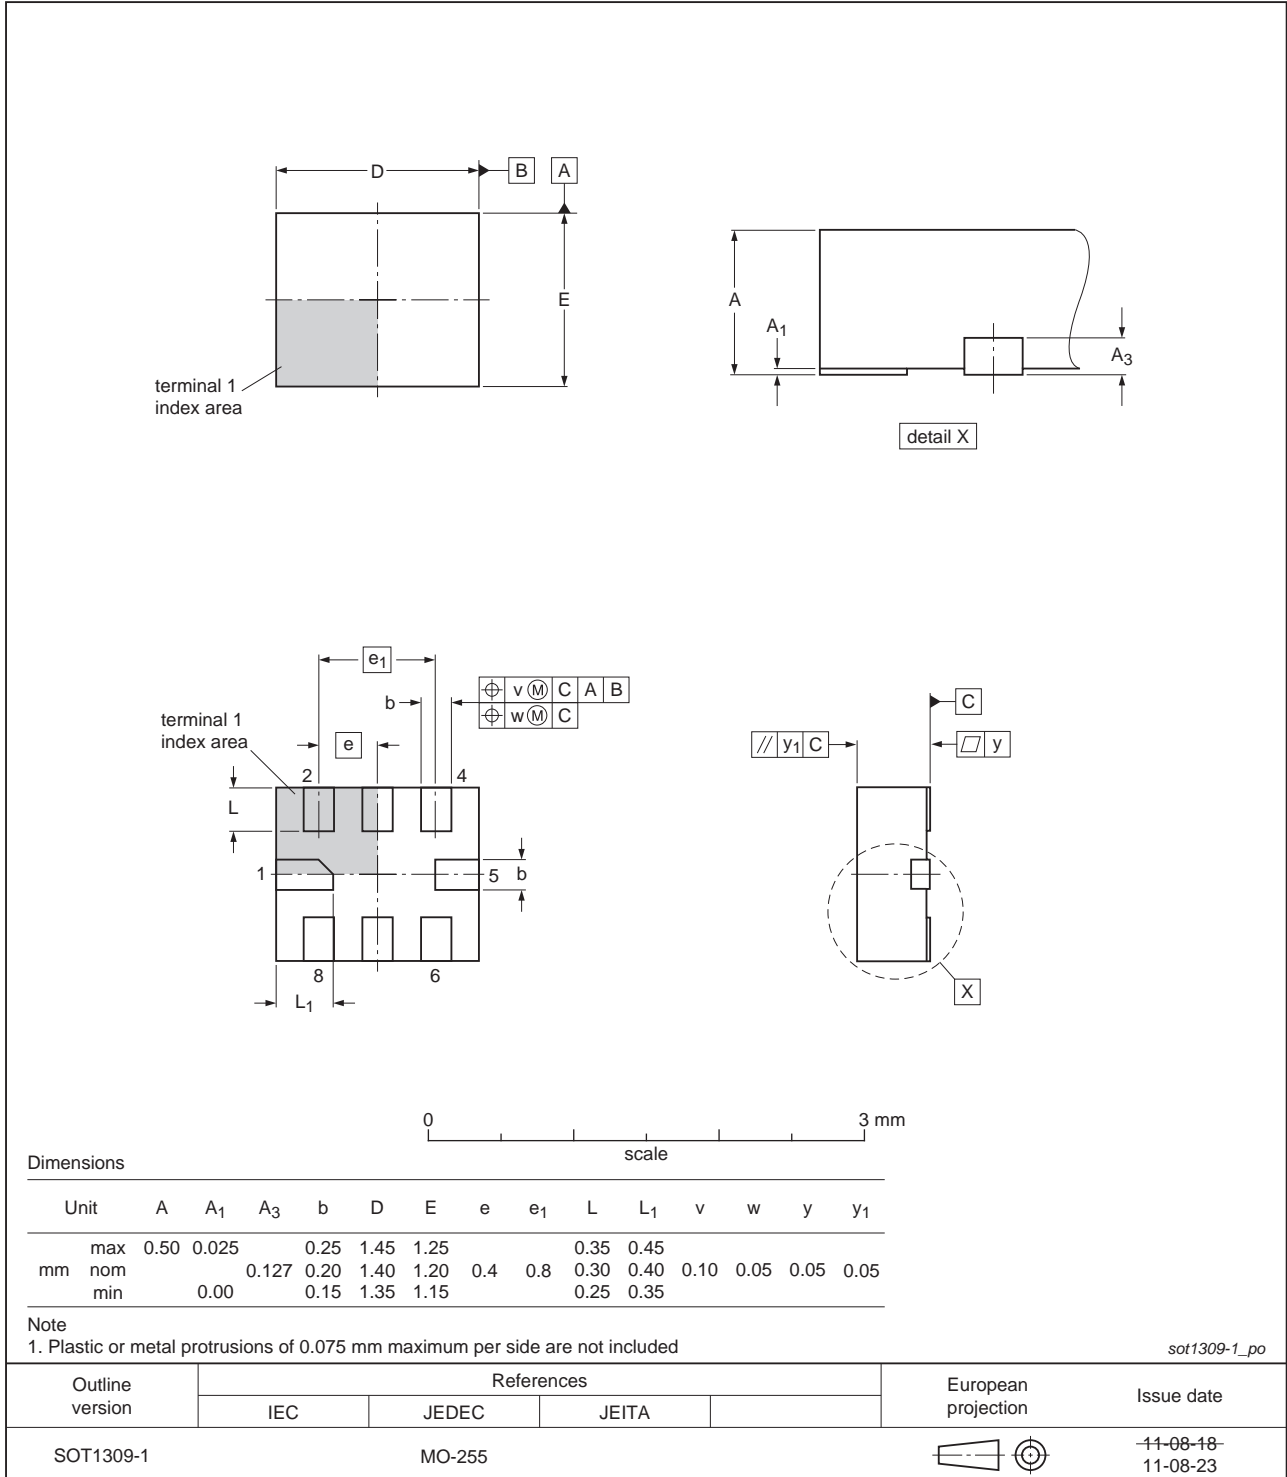 D
B
A
E
terminal 1
index area
A
A1
A3
detail X
e1
b
v M C A B
w M C
terminal 1
index area
e
2
4
L
1
5
b
8
6
L1
C
// y1 C
y
X
0
3 mm
scale
Dimensions
Unit A A1 A3 b D E e e1 L L1 v w y y1
max 0.50 0.025 0.25 1.45 1.25 0.35 0.45
mm nom 0.127 0.20 1.40 1.20 0.4 0.8 0.30 0.40 0.10 0.05 0.05 0.05
min 0.00 0.15 1.35 1.15 0.25 0.35
Note
1. Plastic or metal protrusions of 0.075 mm maximum per side are not included
sot1309-1_po
Outline
version
References
IEC JEDEC JEITA
European
projection
Issue date
SOT1309-1 MO-255
11-08-18
11-08-23